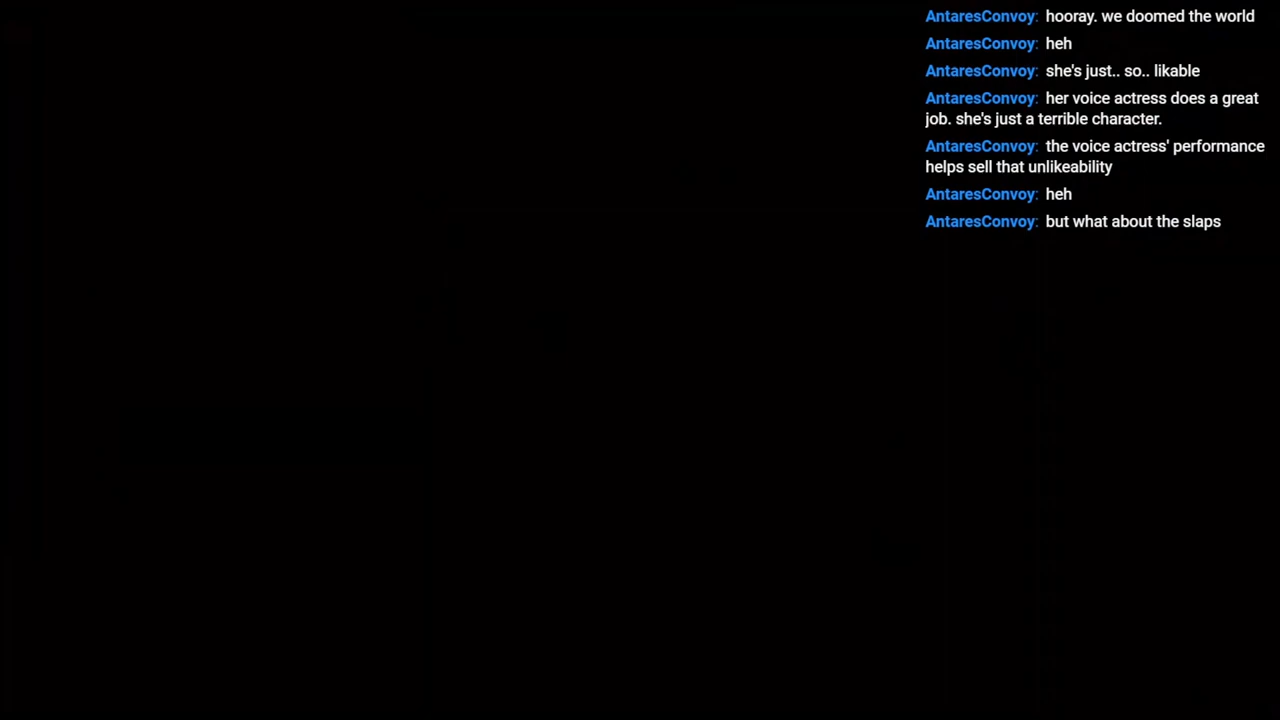 AntaresConvoy: hooray. we doomed the world
AntaresConvoy: heh
AntaresConvoy: she's just.. so.. likable
AntaresConvoy: her voice actress does a great
job. she's just a terrible character.
AntaresConvoy: the voice actress' performance
helps sell that unlikeability
AntaresConvoy: heh
AntaresConvoy: but what about the slaps